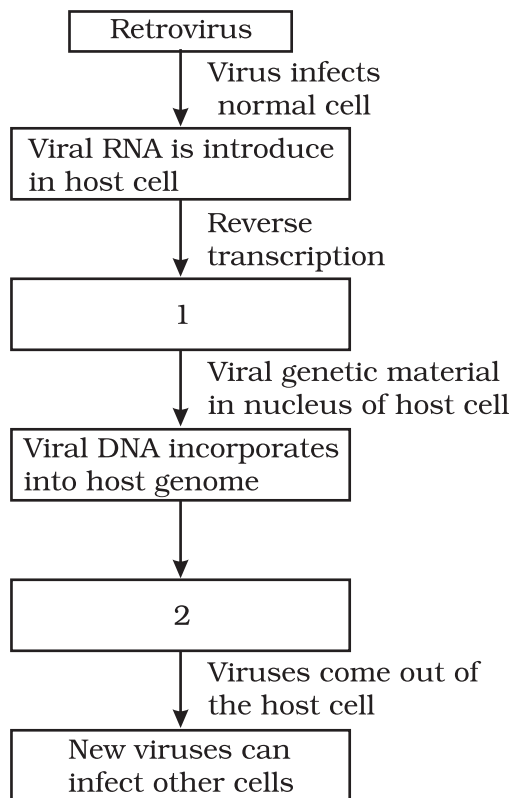 Retrovirus
Virus infects
normal cell
Viral RNA is introduce
in host cell
Reverse
transcription
1
Viral genetic material
in nucleus of host cell
Viral DNA incorporates
into host genome
2
Viruses come out of
the host cell
New viruses can
infect other cells